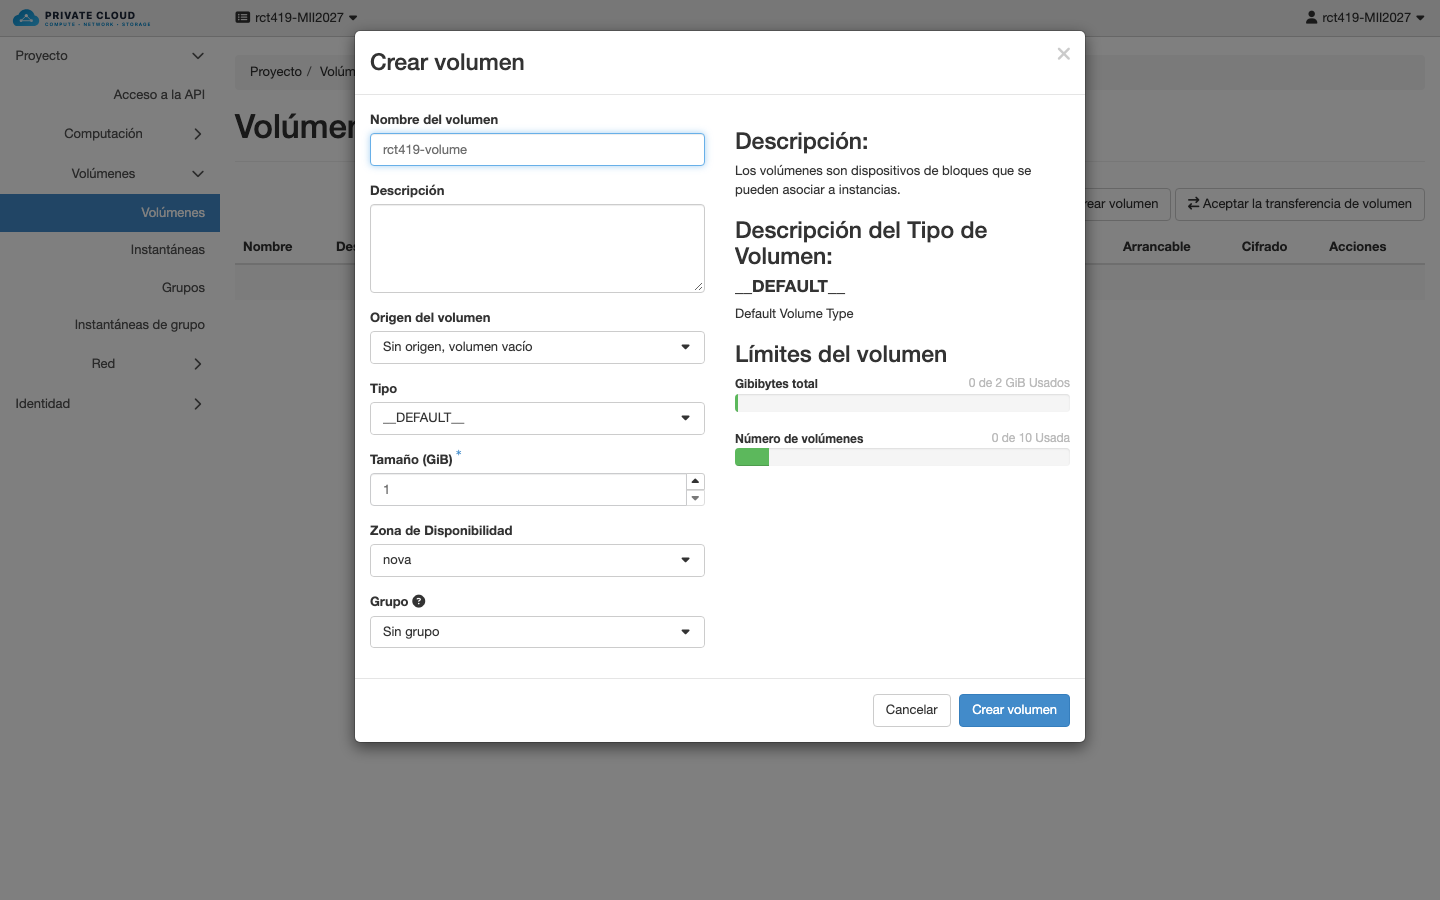 PRIVATE CLOUD
COMPUTE • NETWORK • STORAGE
rct419-MII2027
rct419-MII2027
Proyecto
Acceso a la API
Computación
Volúmenes
Volúmenes
Instantáneas
Grupos
Instantáneas de grupo
Red
Identidad
Proyecto /
Crear volumen
×
Nombre del volumen
rct419-volume
Descripción
Origen del volumen
Sin origen, volumen vacío
Tipo
__DEFAULT__
Tamaño (GiB) *
1
Zona de Disponibilidad
nova
Grupo ?
Sin grupo
Descripción:
Los volúmenes son dispositivos de bloques que se
pueden asociar a instancias.
Descripción del Tipo de
Volumen:
__DEFAULT__
Default Volume Type
Límites del volumen
Gibibytes total 0 de 2 GiB Usados
Número de volúmenes 0 de 10 Usada
Cancelar
Crear volumen
volumen
Aceptar la transferencia de volumen
Nombre
Arrancable
Cifrado
Acciones